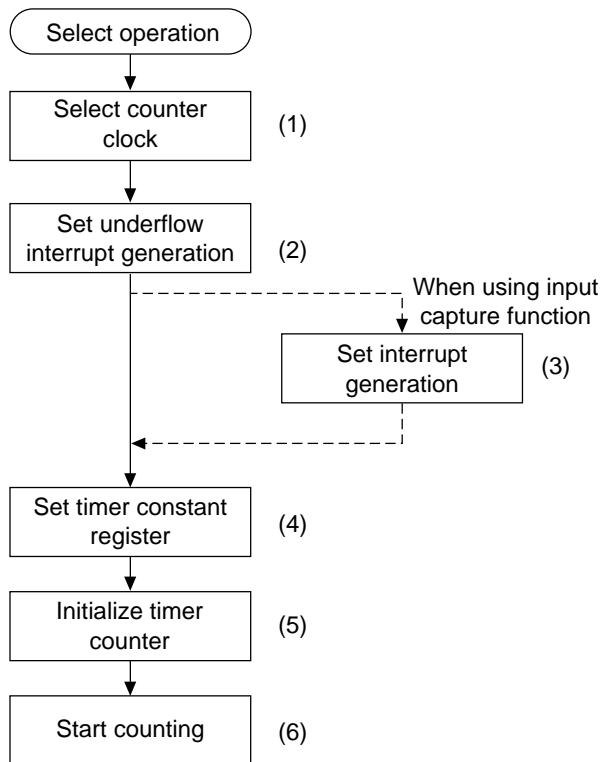 Select operation
Select counter
clock
(1)
Set underflow
interrupt generation
(2)
When using input
capture function
Set interrupt
generation
(3)
Set timer constant
register
(4)
Initialize timer
counter
(5)
Start counting
(6)